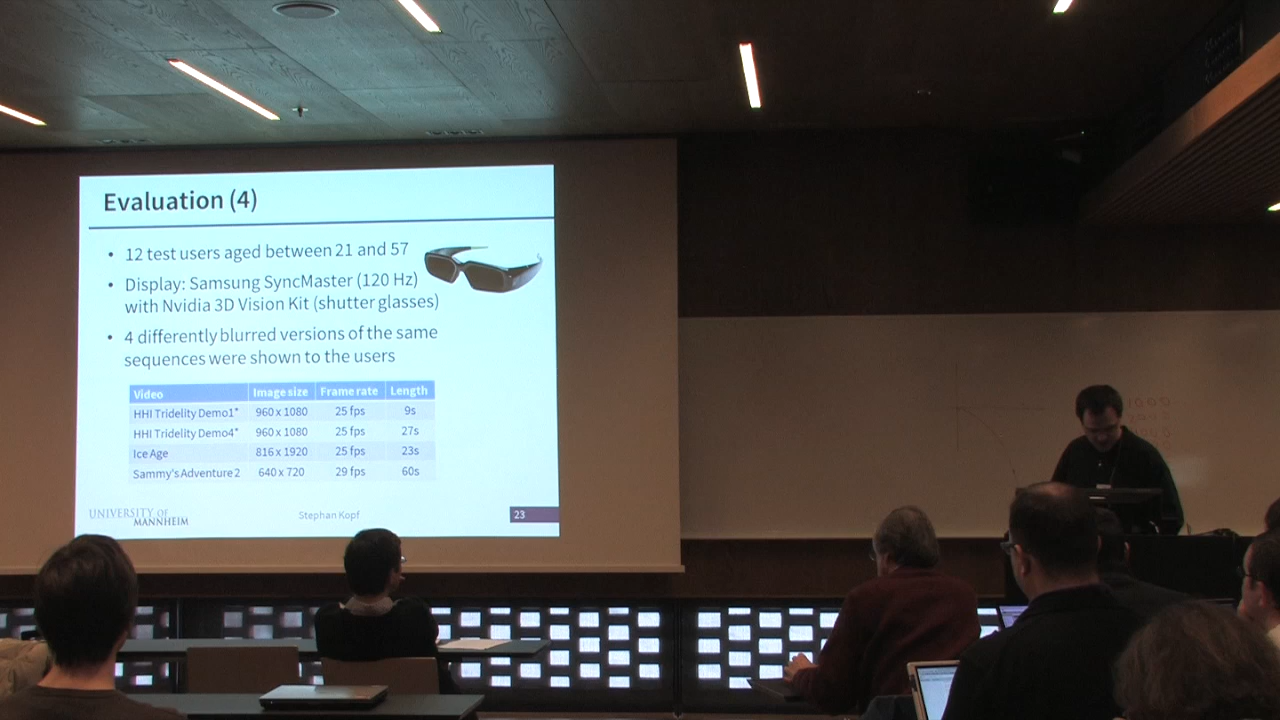 Evaluation (4)
• 12 test users aged between 21 and 57
• Display: Samsung SyncMaster (120 Hz)
with Nvidia 3D Vision Kit (shutter glasses)
• 4 differently blurred versions of the same
sequences were shown to the users
Video Image size Frame rate Length
HHI Tridelity Demo1* 960 x 1080 25 fps 9s
HHI Tridelity Demo4* 960 x 1080 25 fps 27s
Ice Age 816 x 1920 25 fps 23s
Sammy's Adventure 2 640 x 720 29 fps 60s
UNIVERSITY OF
MANNHEIM
Stephan Kopf
23